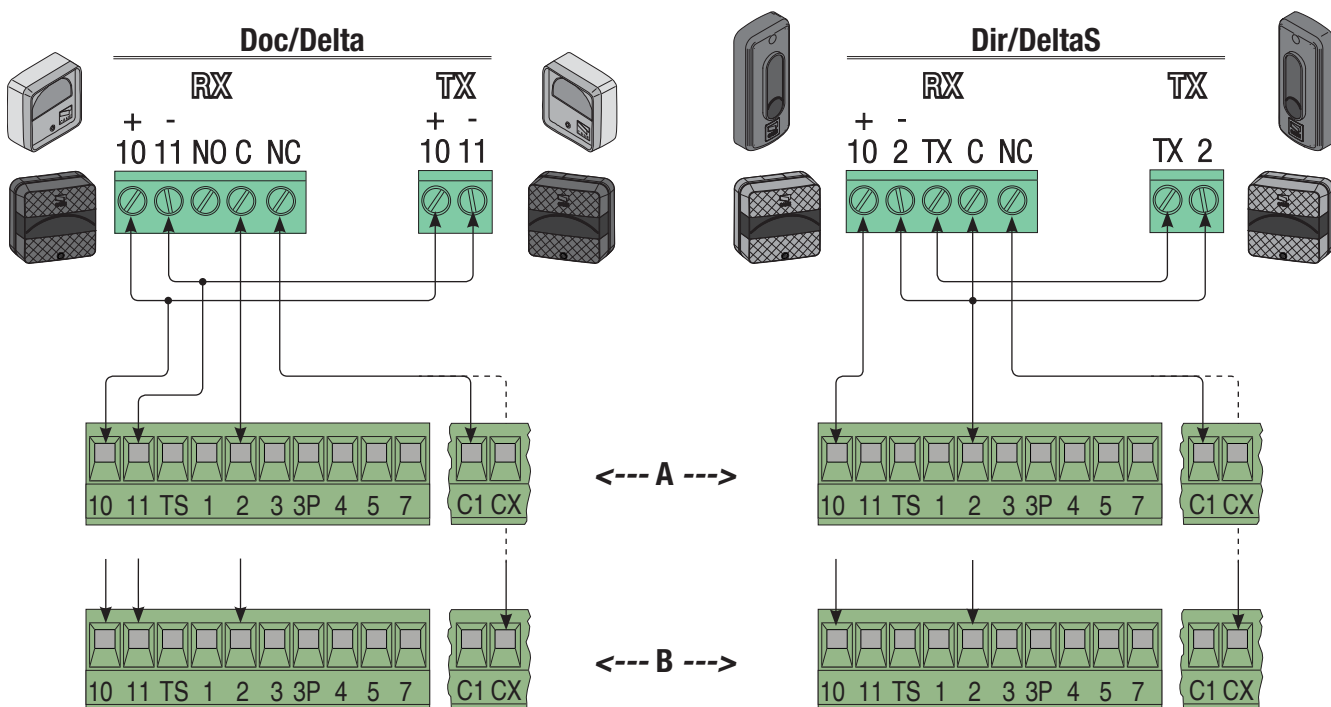 Doc/Delta
RX TX
+ - + -
10 11 NO C NC 10 11
10 11 TS 1 2 3 3P 4 5 7 C1 CX
10 11 TS 1 2 3 3P 4 5 7 C1 CX
Dir/DeltaS
RX TX
+ -
10 2 TX C NC TX 2
<--- A --->
10 11 TS 1 2 3 3P 4 5 7 C1 CX
<--- B --->
10 11 TS 1 2 3 3P 4 5 7 C1 CX